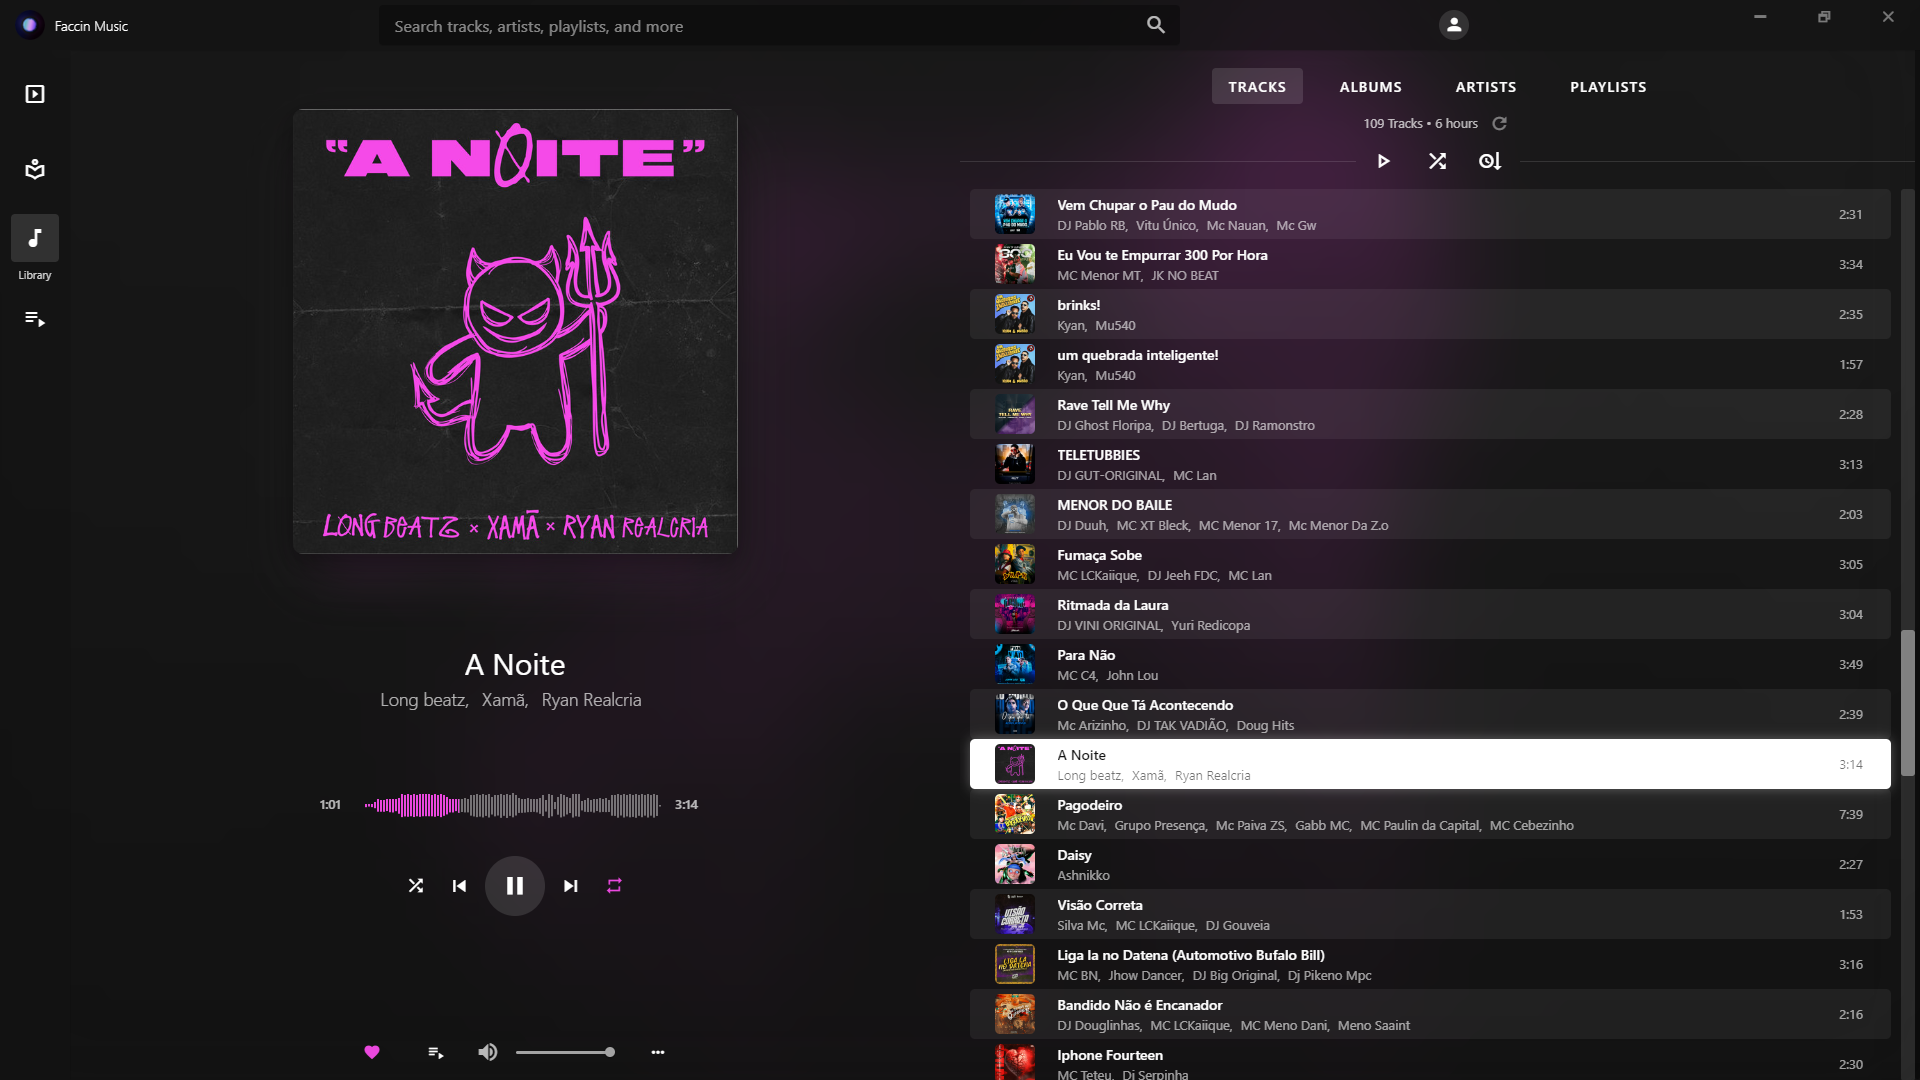 Faccin Music
Search tracks, artists, playlists, and more
Library
"A NOITE"
LONG BEATZ × XAMÃ × RYAN REALCRIA
A Noite
Long beatz, Xamã, Ryan Realcria
1:01
3:14
TRACKS ALBUMS ARTISTS PLAYLISTS
109 Tracks • 6 hours
Vem Chupar o Pau do Mudo
DJ Pablo RB, Vitu Único, Mc Nauan, Mc Gw
2:31
Eu Vou te Empurrar 300 Por Hora
MC Menor MT, JK NO BEAT
3:34
brinks!
Kyan, Mu540
2:35
um quebrada inteligente!
Kyan, Mu540
1:57
Rave Tell Me Why
DJ Ghost Floripa, DJ Bertuga, DJ Ramonstro
2:28
TELETUBBIES
DJ GUT-ORIGINAL, MC Lan
3:13
MENOR DO BAILE
DJ Duuh, MC XT Bleck, MC Menor 17, Mc Menor Da Z.o
2:03
Fumaça Sobe
MC LCKaiique, DJ Jeeh FDC, MC Lan
3:05
Ritmada da Laura
DJ VINI ORIGINAL, Yuri Redicopa
3:04
Para Não
MC C4, John Lou
3:49
O Que Que Tá Acontecendo
Mc Arizinho, DJ TAK VADIÃO, Doug Hits
2:39
A Noite
Long beatz, Xamã, Ryan Realcria
3:14
Pagodeiro
Mc Davi, Grupo Presença, Mc Paiva ZS, Gabb MC, MC Paulin da Capital, MC Cebezinho
7:39
Daisy
Ashnikko
2:27
Visão Correta
Silva Mc, MC LCKaiique, DJ Gouveia
1:53
Liga la no Datena (Automotivo Bufalo Bill)
MC BN, Jhow Dancer, DJ Big Original, Dj Pikeno Mpc
3:16
Bandido Não é Encanador
DJ Douglinhas, MC LCKaiique, MC Meno Dani, Meno Saaint
2:16
Iphone Fourteen
MC Teteu, Dj Serpinha
2:30